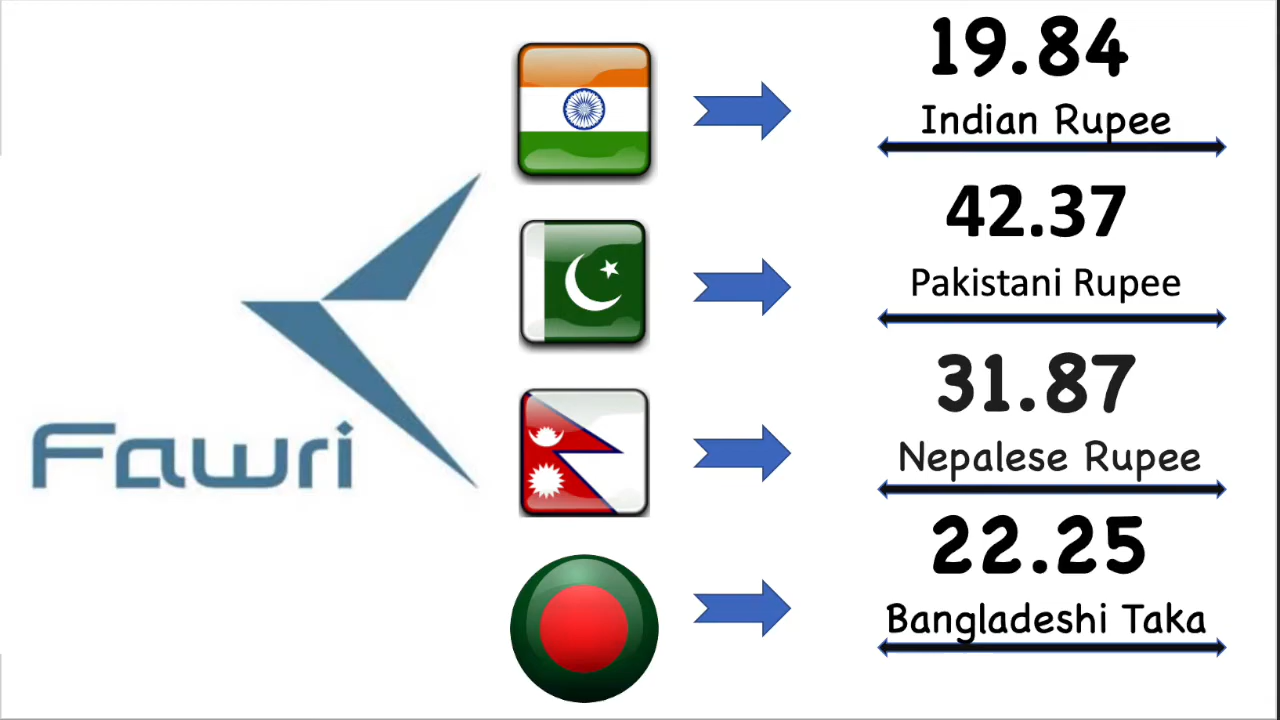 Fawri
19.84
Indian Rupee
42.37
Pakistani Rupee
31.87
Nepalese Rupee
22.25
Bangladeshi Taka